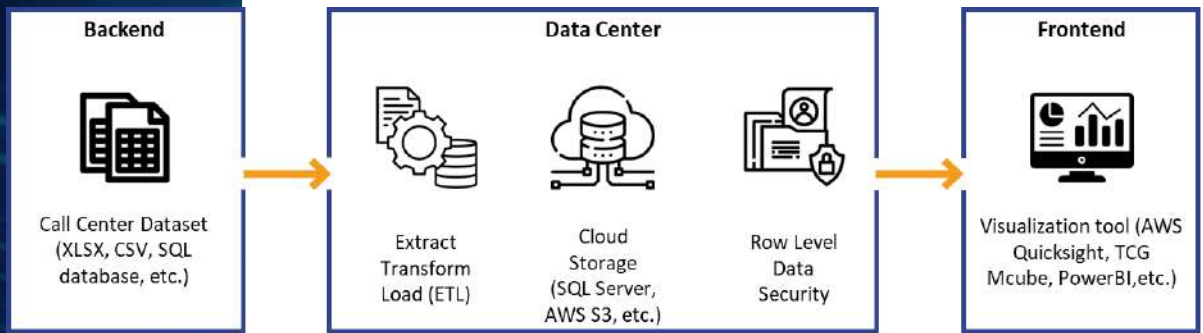 Backend
Call Center Dataset
(XLSX, CSV, SQL
database, etc.)
Data Center
Extract
Transform
Load (ETL)
Cloud
Storage
(SQL Server,
AWS S3, etc.)
Row Level
Data
Security
Frontend
Visualization tool (AWS
Quicksight, TCG
Mcube, PowerBI,etc.)